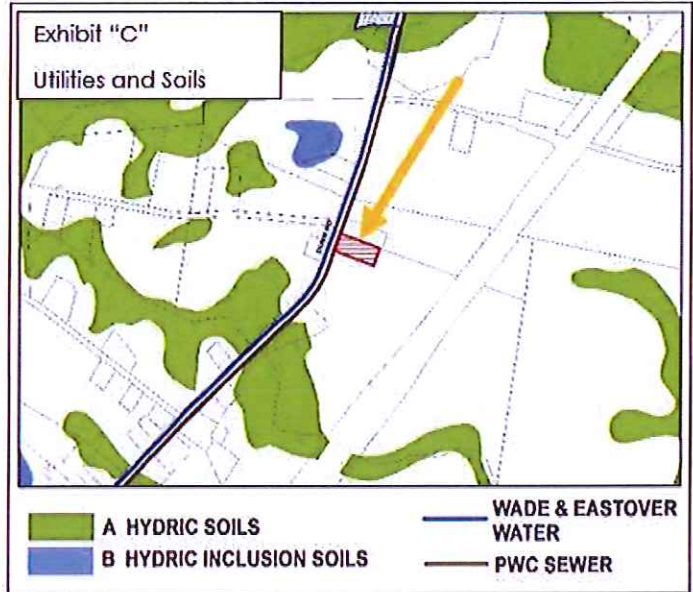 Exhibit "C"
Utilities and Soils
A HYDRIC SOILS
B HYDRIC INCLUSION SOILS
WADE & EASTOVER
WATER
PWC SEWER